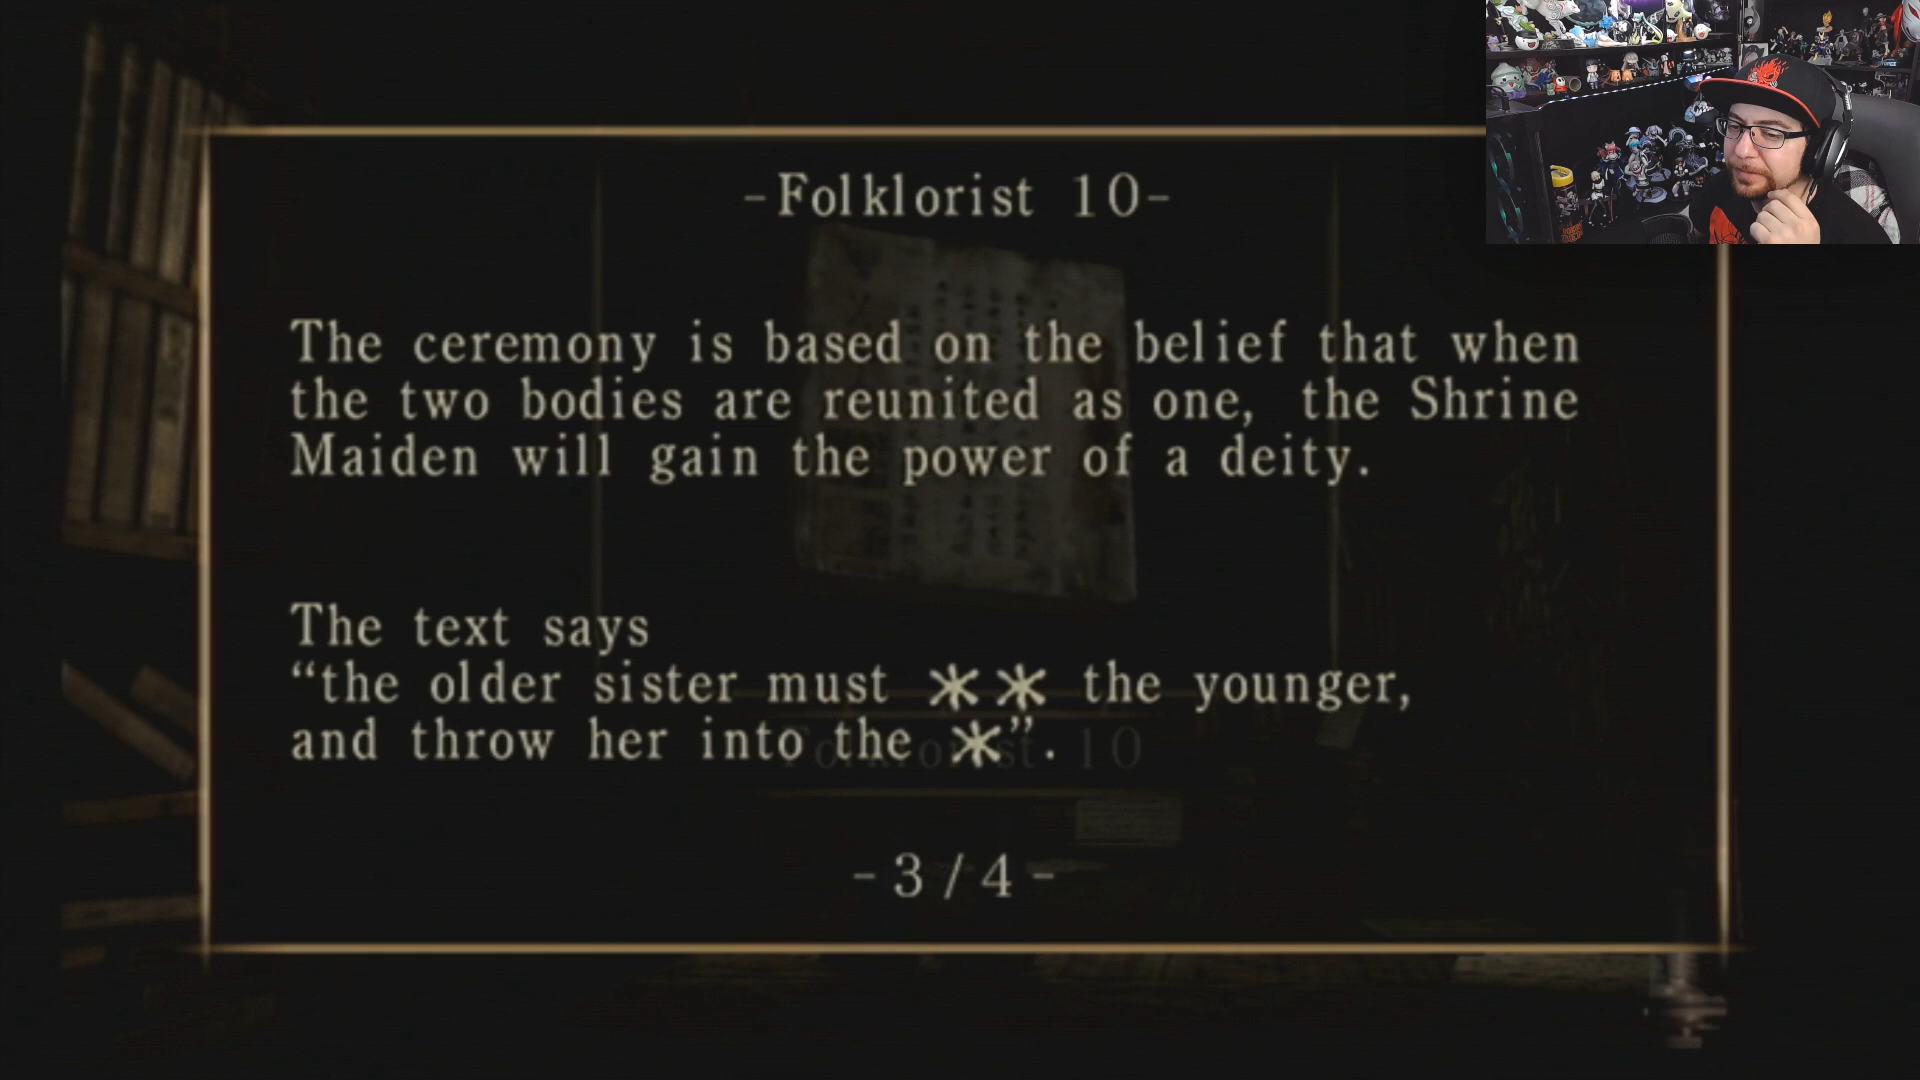 -Folklorist 10-
The ceremony is based on the belief that when
the two bodies are reunited as one, the Shrine
Maiden will gain the power of a deity.
The text says
“the older sister must ** the younger,
and throw her into the *”.
Folklorist 10
-3/4-